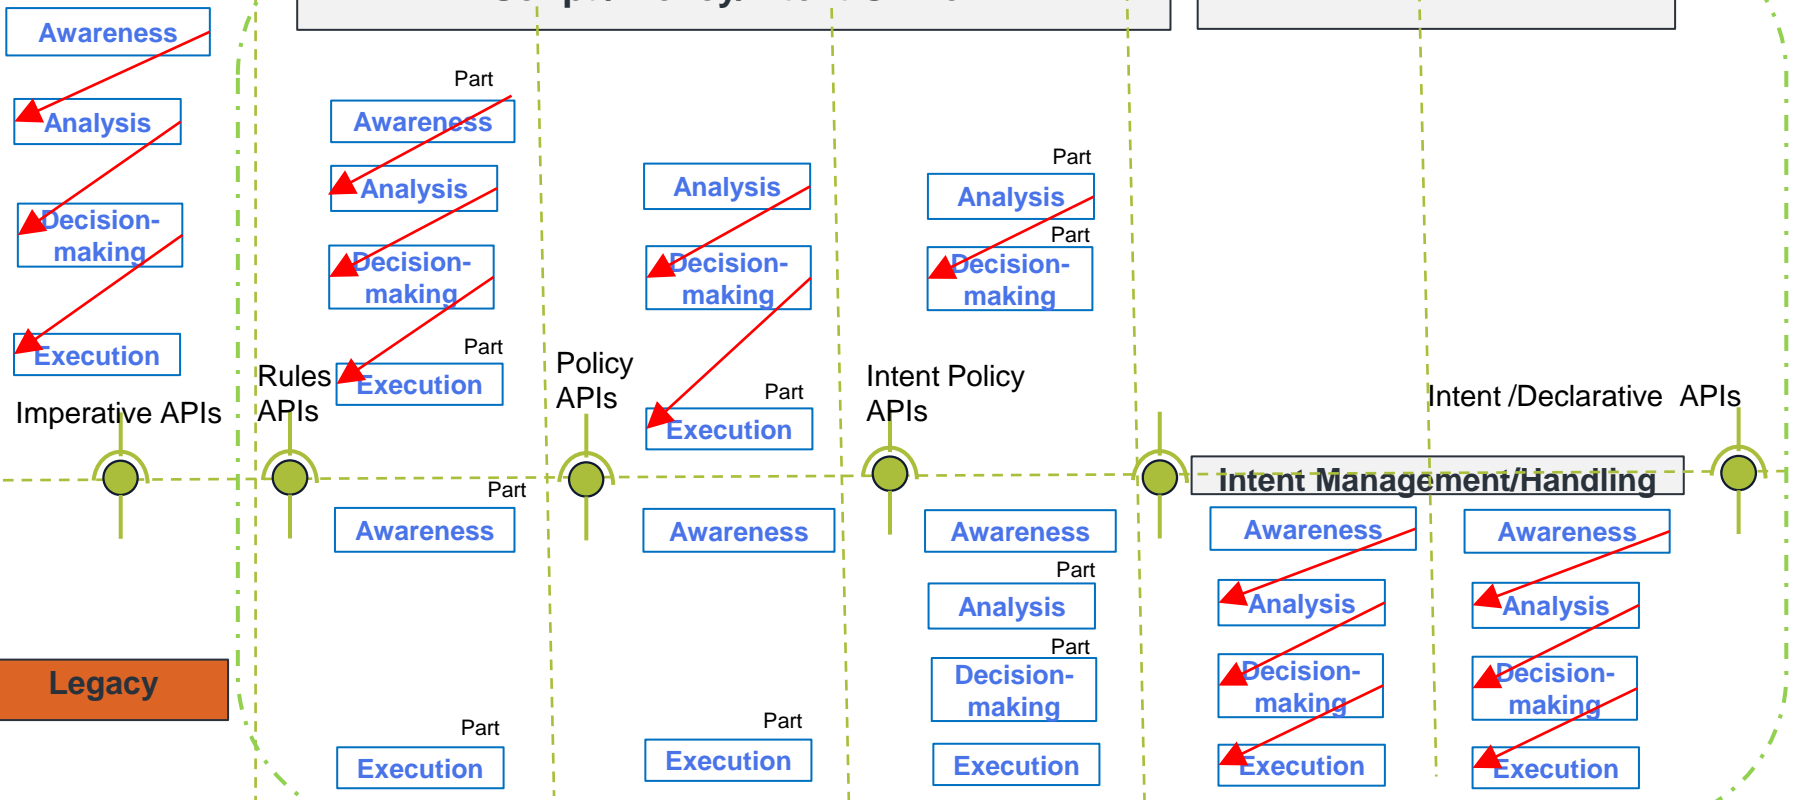 Awareness
Analysis
Decision-
making
Execution
Imperative APIs
Legacy
Part
Awareness
Analysis
Decision-
making
Part
Execution
Rules
APIs
Part
Awareness
Part
Execution
Analysis
Decision-
making
Part
Execution
Policy
APIs
Awareness
Part
Execution
Part
Analysis
Part
Decision-
making
Intent Policy
APIs
Awareness
Part
Analysis
Part
Decision-
making
Execution
Intent /Declarative APIs
Intent Management/Handling
Awareness
Analysis
Decision-
making
Execution
Awareness
Analysis
Decision-
making
Execution